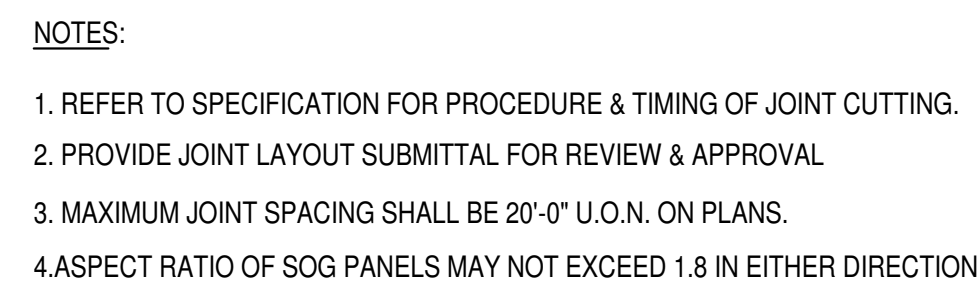 NOTES:
1. REFER TO SPECIFICATION FOR PROCEDURE & TIMING OF JOINT CUTTING.
2. PROVIDE JOINT LAYOUT SUBMITTAL FOR REVIEW & APPROVAL
3. MAXIMUM JOINT SPACING SHALL BE 20'-0" U.O.N. ON PLANS.
4.ASPECT RATIO OF SOG PANELS MAY NOT EXCEED 1.8 IN EITHER DIRECTION